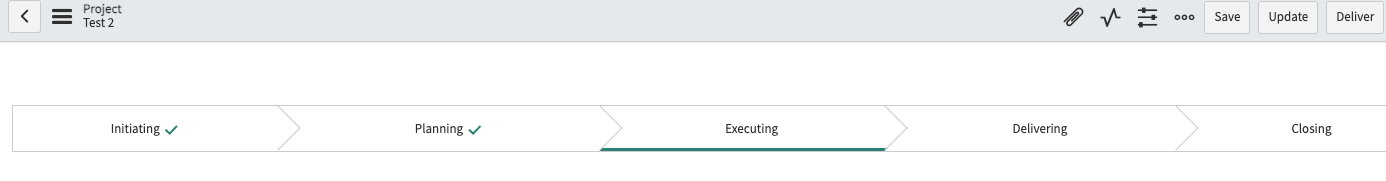 Project
Test 2
Save
Update
Deliver
Initiating
Planning
Executing
Delivering
Closing